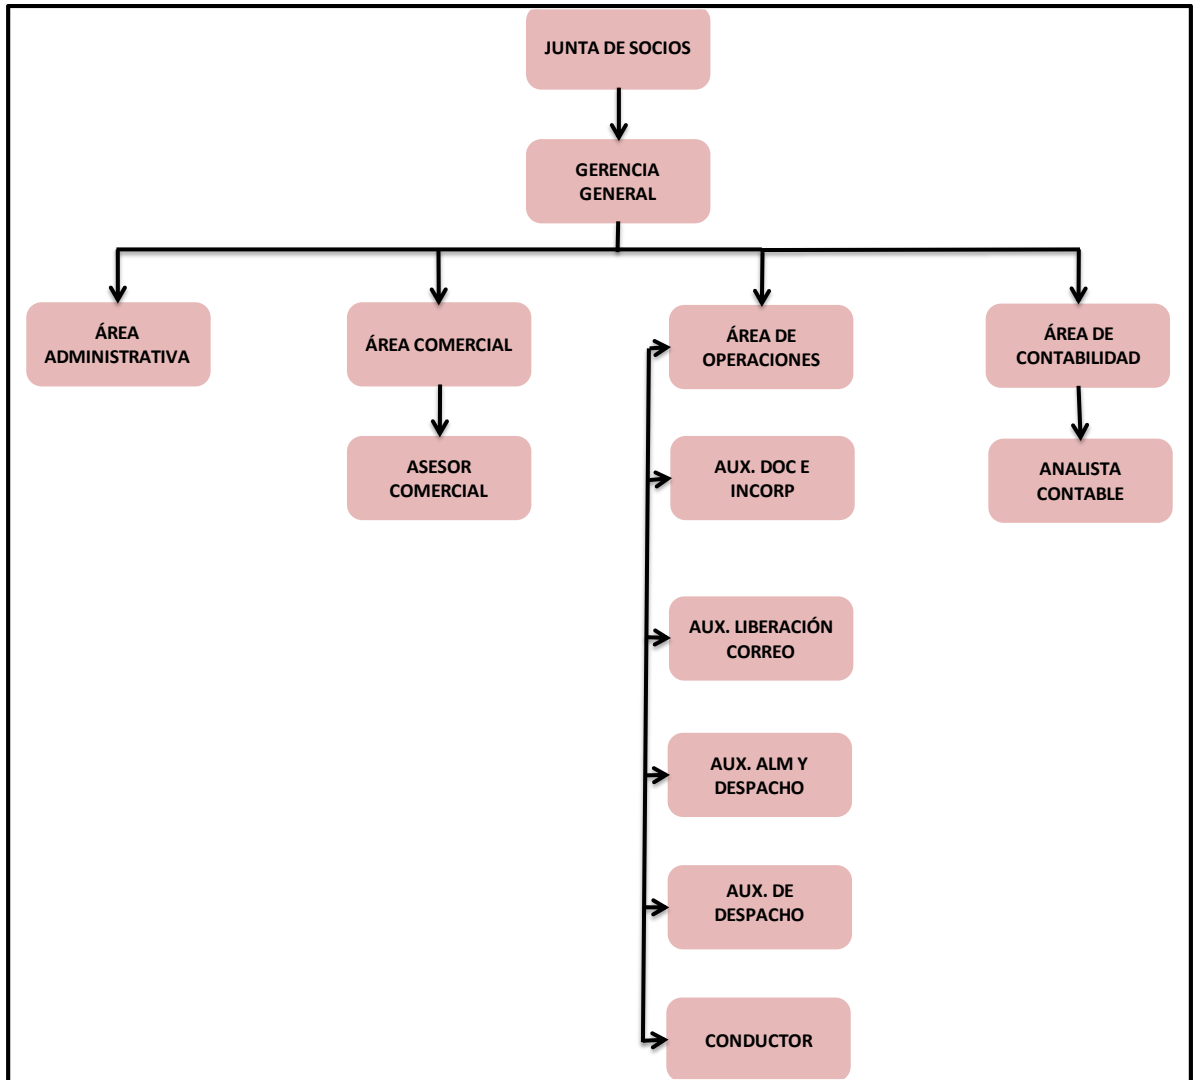 JUNTA DE SOCIOS
GERENCIA
GENERAL
ÁREA
ADMINISTRATIVA
ÁREA COMERCIAL
ÁREA DE
OPERACIONES
ÁREA DE
CONTABILIDAD
ASESOR
COMERCIAL
AUX. DOC E
INCORP
ANALISTA
CONTABLE
AUX. LIBERACIÓN
CORREO
AUX. ALM Y
DESPACHO
AUX. DE
DESPACHO
CONDUCTOR